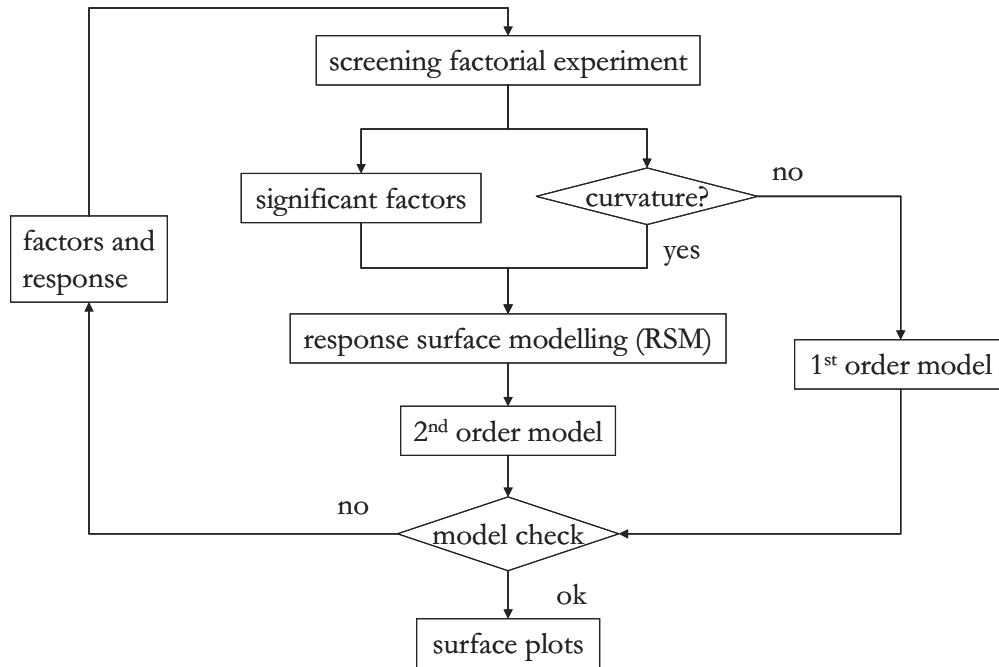 screening factorial experiment
significant factors
curvature?
no
yes
factors and
response
response surface modelling (RSM)
1st order model
2nd order model
no
model check
ok
surface plots